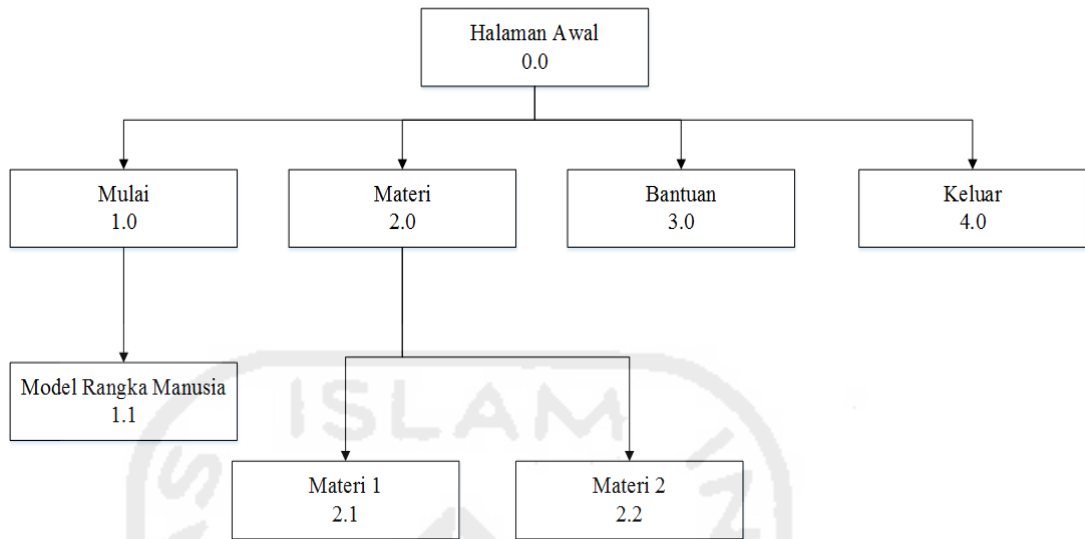 Halaman Awal
0.0
Mulai
1.0
Materi
2.0
Bantuan
3.0
Keluar
4.0
Model Rangka Manusia
1.1
Materi 1
2.1
Materi 2
2.2
ISLAM IN